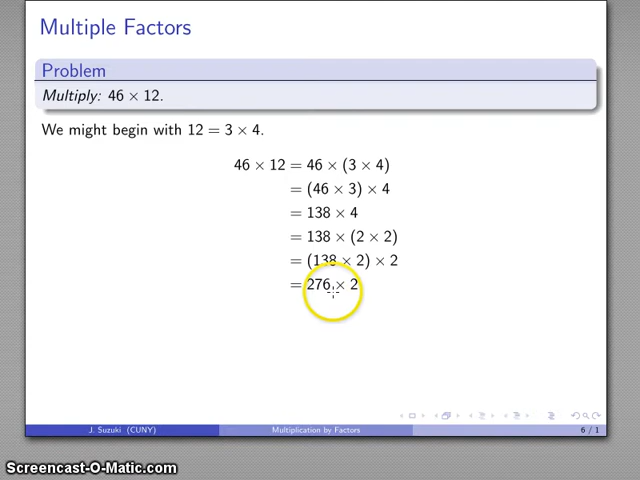 Multiple Factors
Problem
Multiply: 46 × 12.
We might begin with 12 = 3 × 4.
46 × 12 = 46 × (3 × 4)
= (46 × 3) × 4
= 138 × 4
= 138 × (2 × 2)
= (138 × 2) × 2
= 276 × 2
J. Suzuki (CUNY)
Multiplication by Factors
6 / 1
Screencast-O-Matic.com